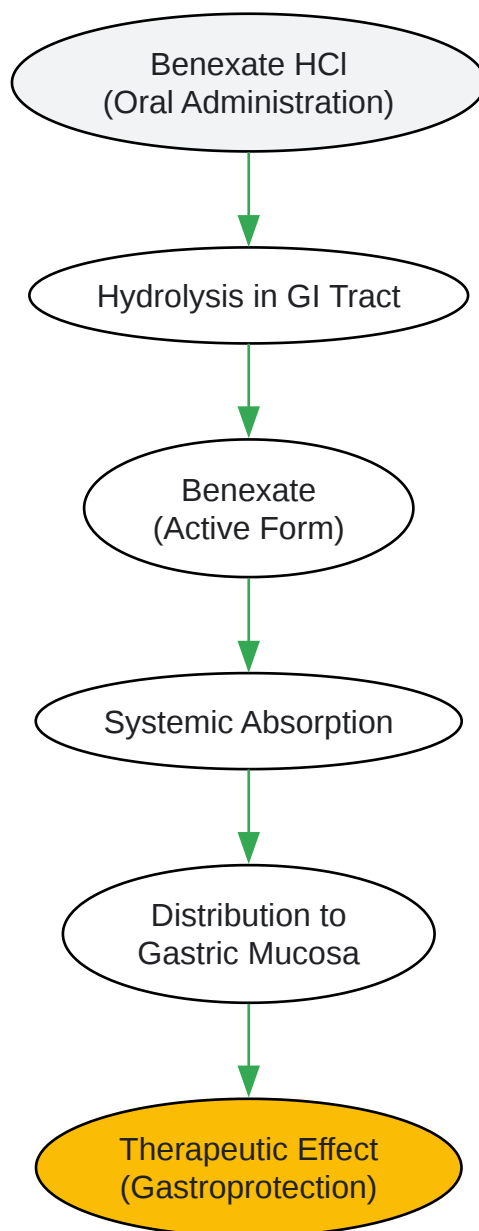 Benexate HCl
(Oral Administration)
Hydrolysis in GI Tract
Benexate
(Active Form)
Systemic Absorption
Distribution to
Gastric Mucosa
Therapeutic Effect
(Gastroprotection)